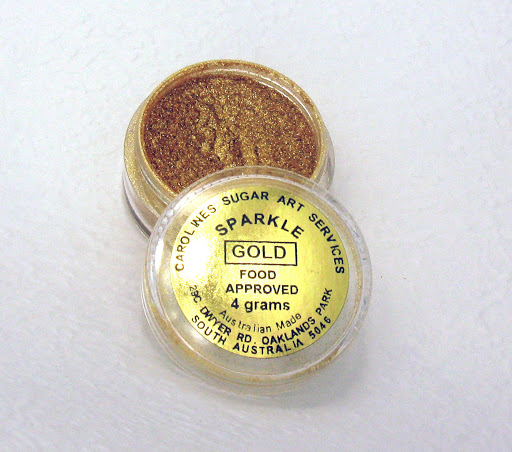 CAROLINES SUGAR ART SERVICES
SPARKLE
GOLD
FOOD
APPROVED
4 grams
Australian Made
29C DWYER RD. OAKLANDS PARK
SOUTH AUSTRALIA 5046